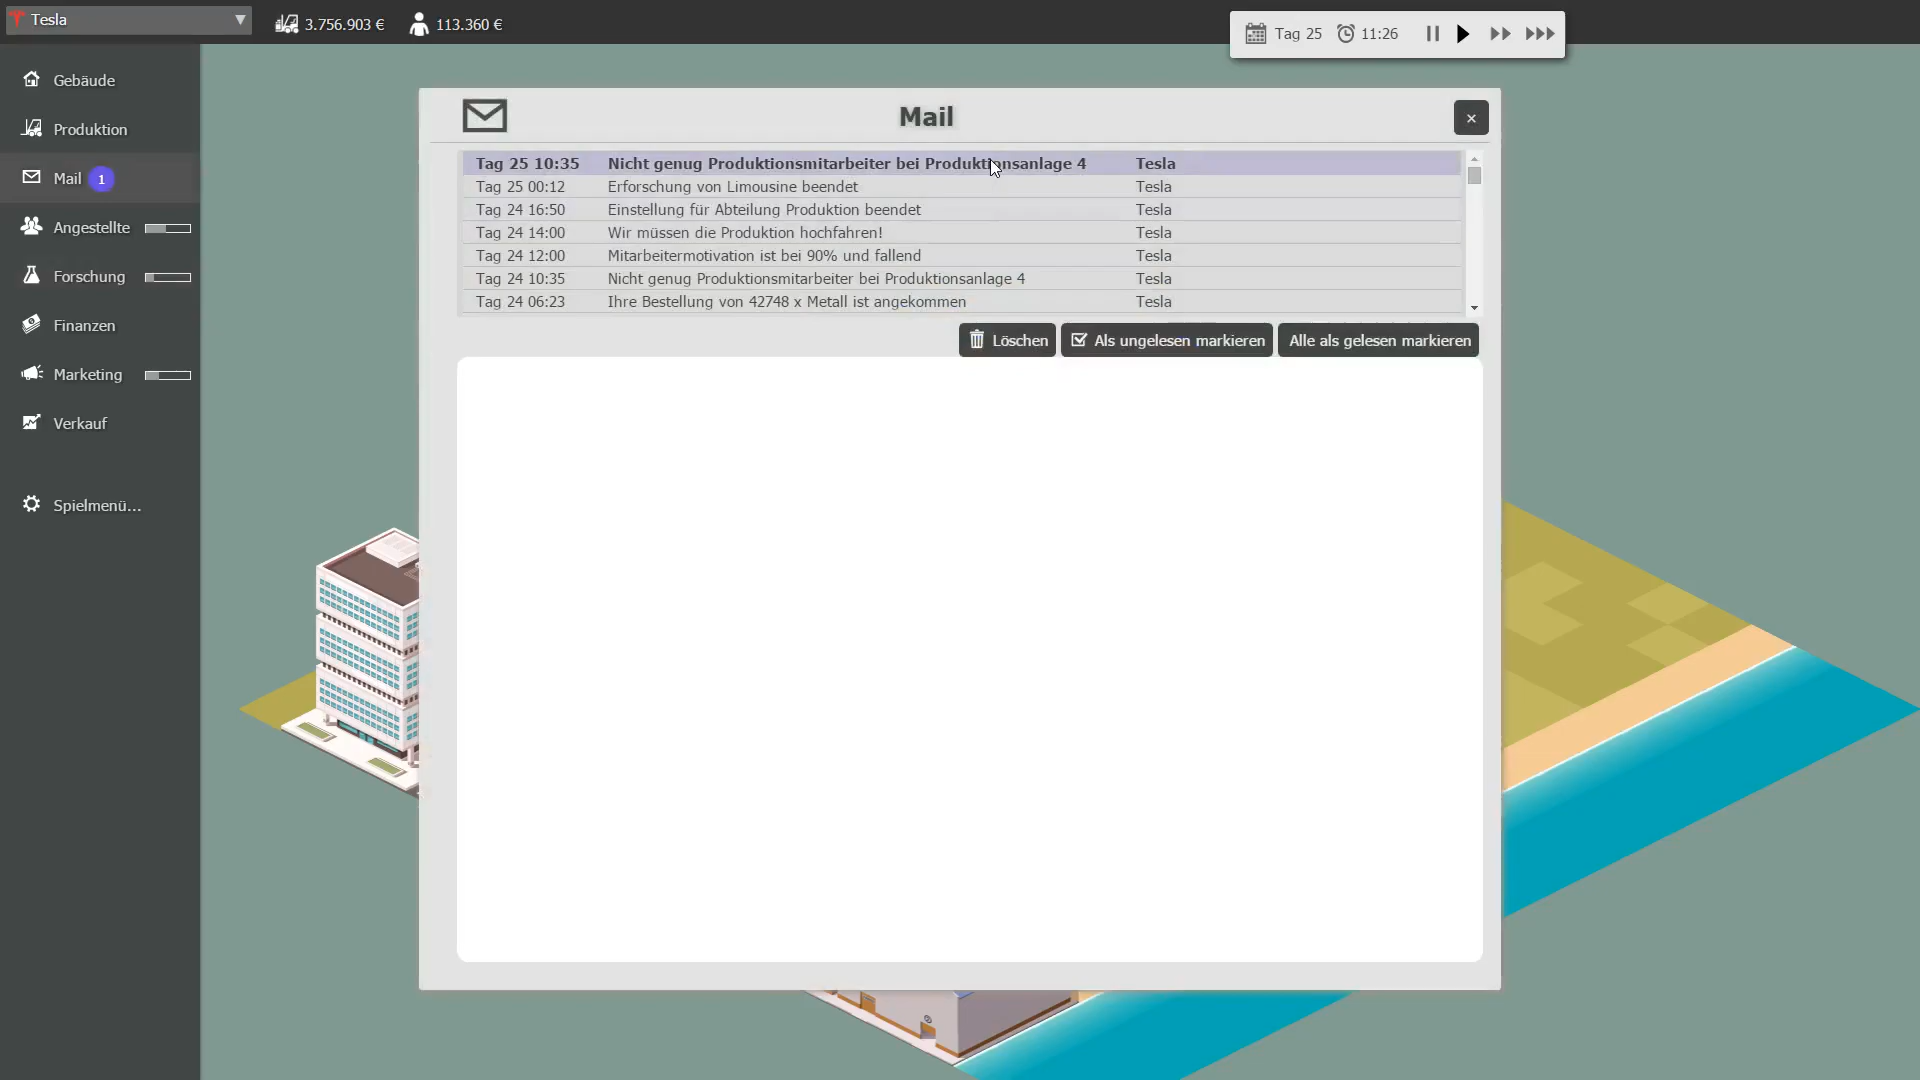 Tesla
3.756.903 €
113.360 €
Tag 25
11:26
Gebäude
Produktion
Mail 1
Angestellte
Forschung
Finanzen
Marketing
Verkauf
Spielmenü...
Mail
×
Tag 25 10:35 Nicht genug Produktionsmitarbeiter bei Produktionsanlage 4 Tesla
Tag 25 00:12 Erforschung von Limousine beendet Tesla
Tag 24 16:50 Einstellung für Abteilung Produktion beendet Tesla
Tag 24 14:00 Wir müssen die Produktion hochfahren! Tesla
Tag 24 12:00 Mitarbeitermotivation ist bei 90% und fallend Tesla
Tag 24 10:35 Nicht genug Produktionsmitarbeiter bei Produktionsanlage 4 Tesla
Tag 24 06:23 Ihre Bestellung von 42748 x Metall ist angekommen Tesla
Löschen
Als ungelesen markieren
Alle als gelesen markieren